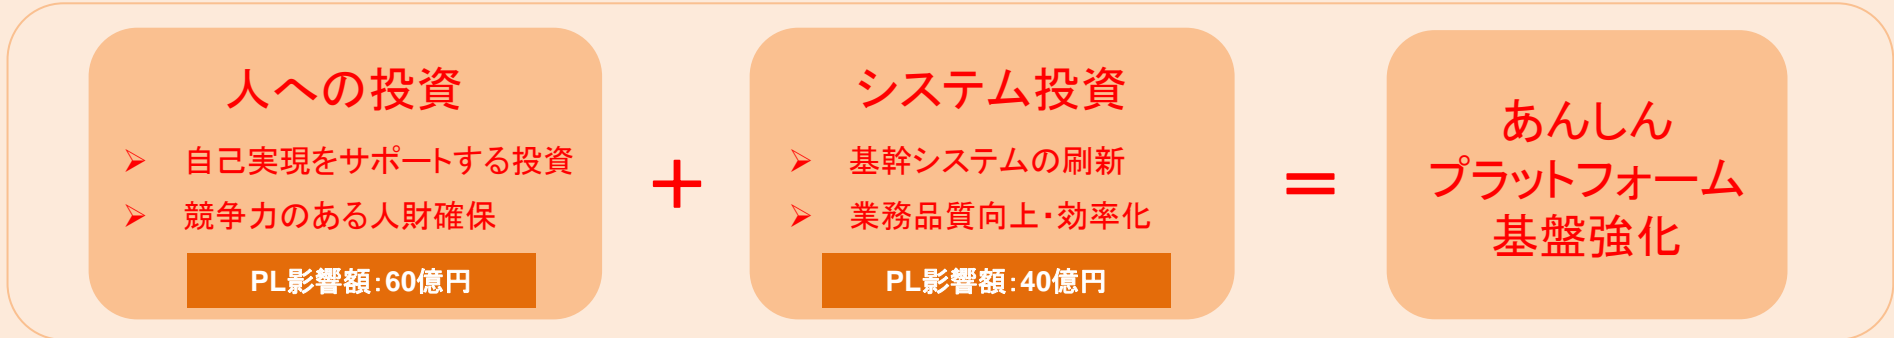 人への投資
➢ 自己実現をサポートする投資
➢ 競争力のある人財確保
PL影響額：60億円
＋
システム投資
➢ 基幹システムの刷新
➢ 業務品質向上・効率化
PL影響額：40億円
＝
あんしん
プラットフォーム
基盤強化